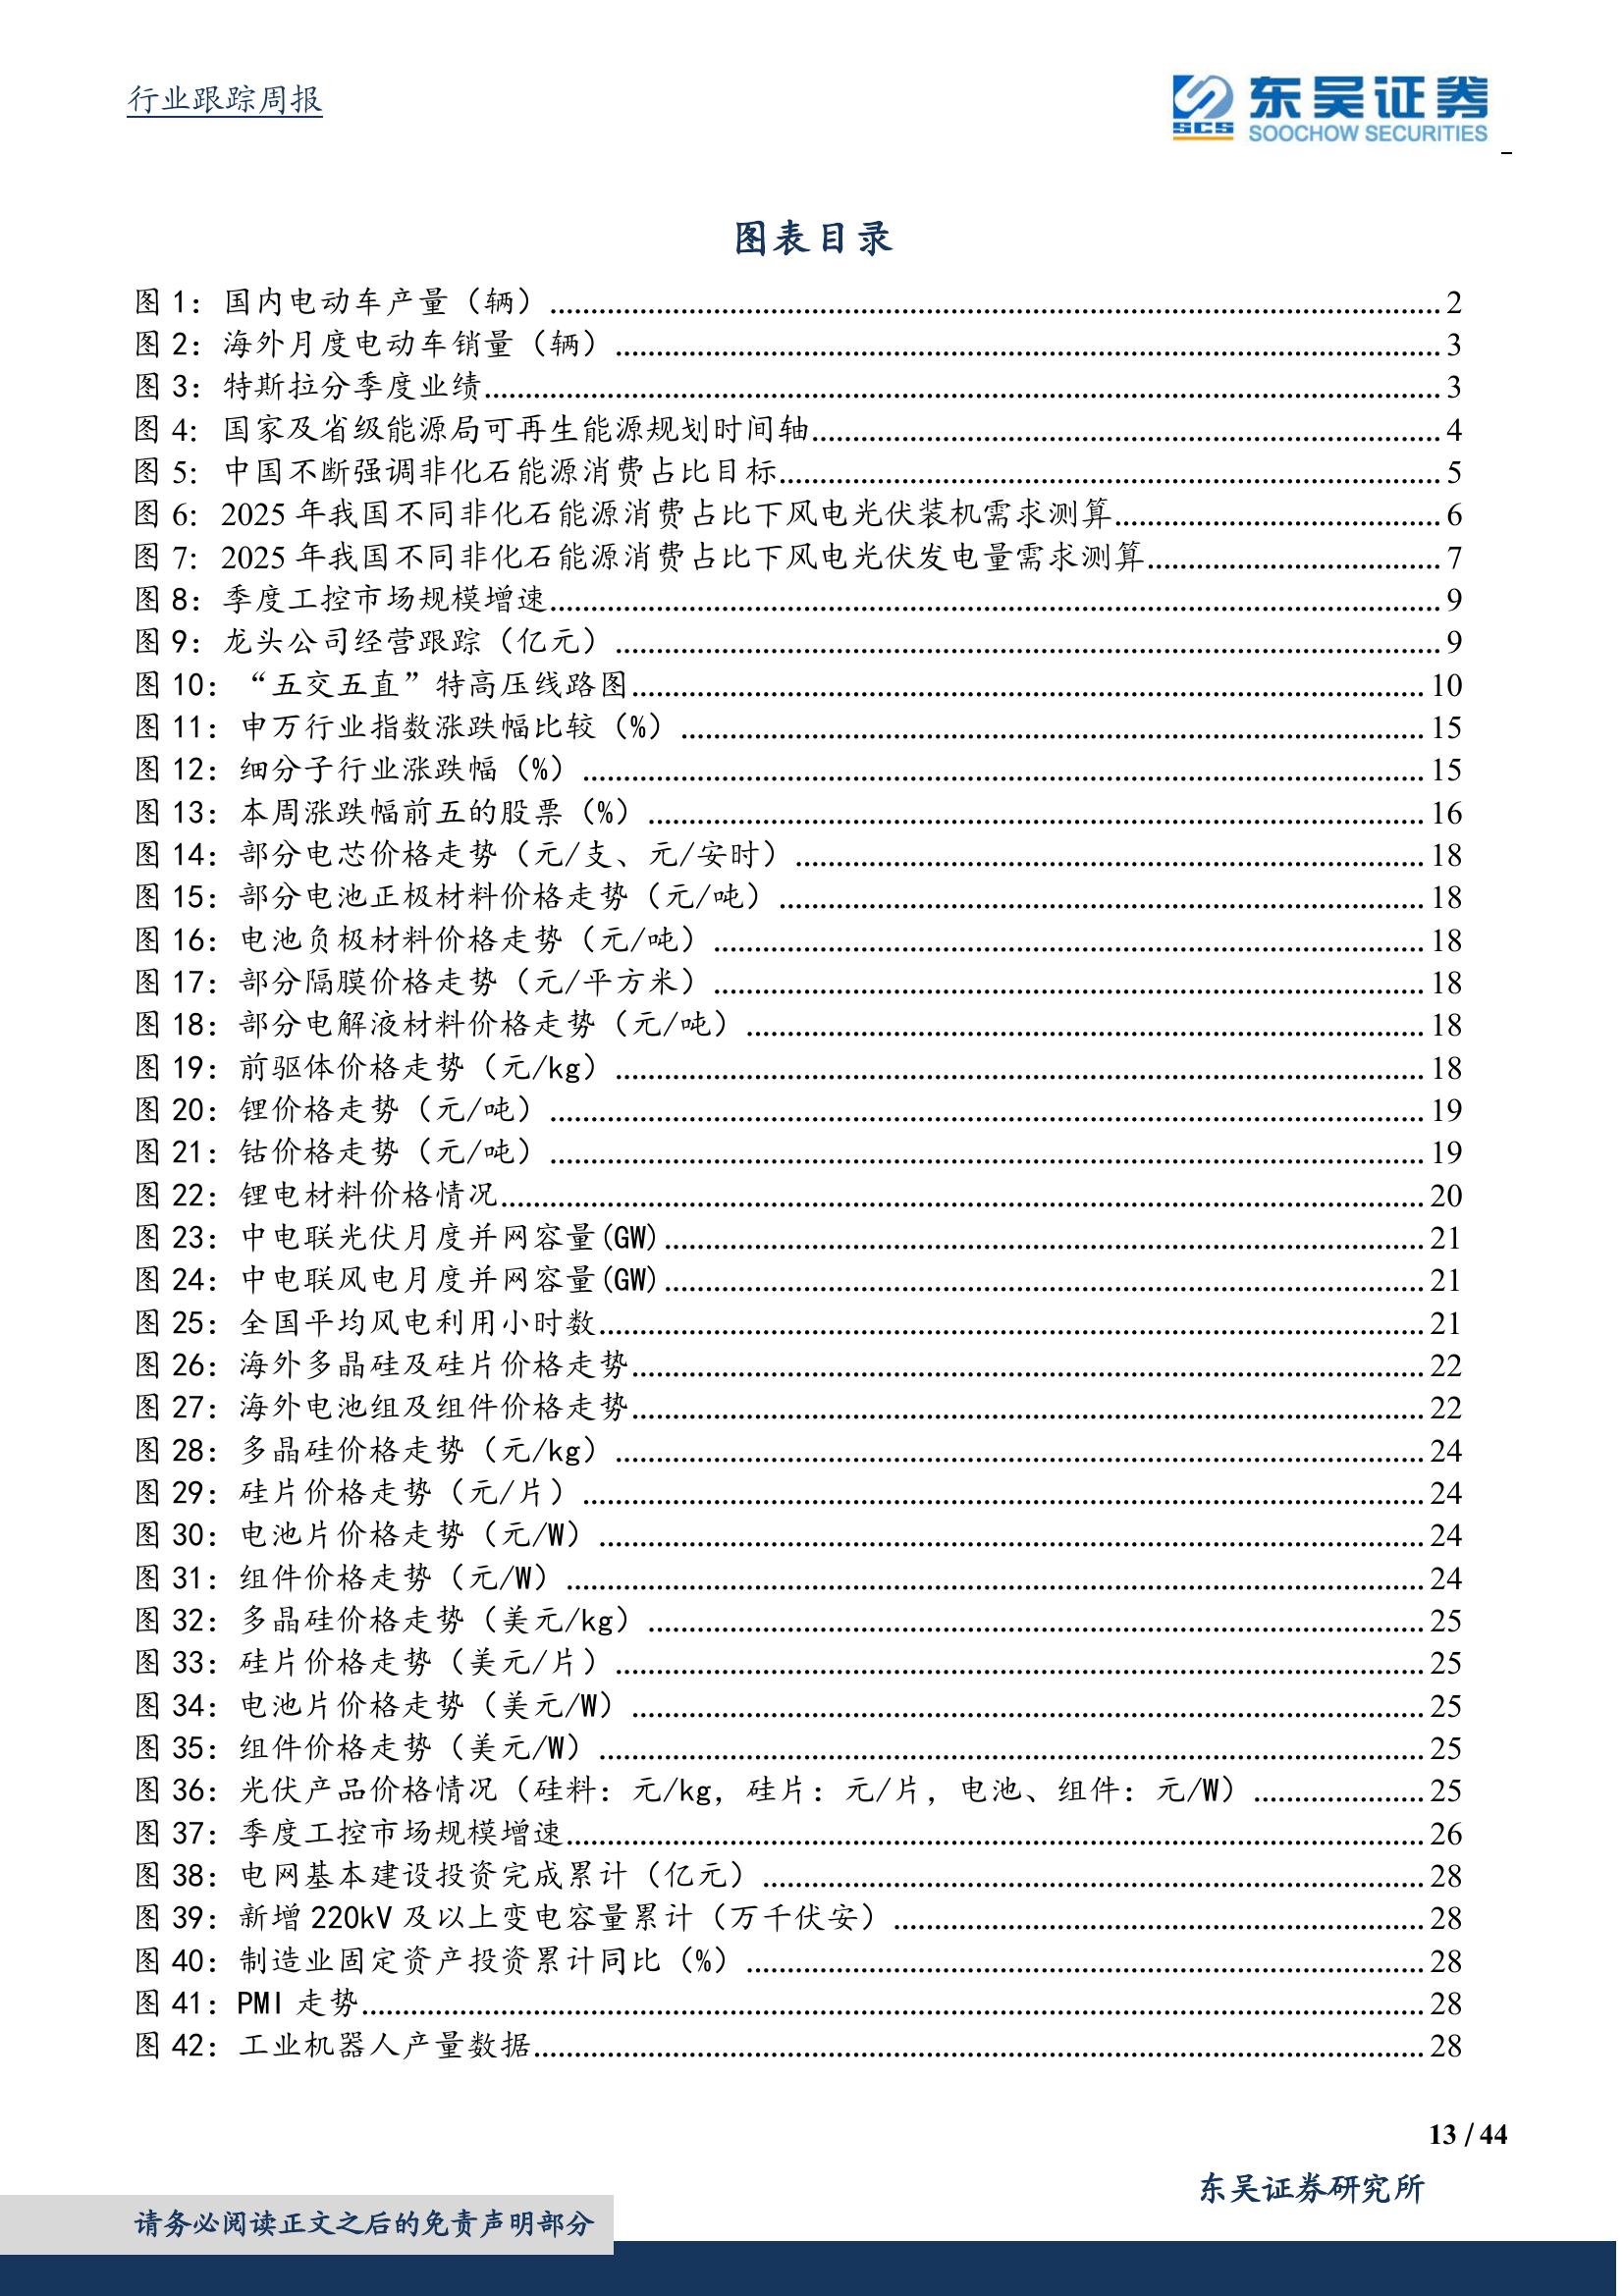 行业跟踪周报
东吴证券
SCS
SOOCHOW SECURITIES
图表目录
图 1：国内电动车产量（辆）........2
图 2：海外月度电动车销量（辆）........3
图 3：特斯拉分季度业绩........3
图 4: 国家及省级能源局可再生能源规划时间轴........4
图 5: 中国不断强调非化石能源消费占比目标........5
图 6: 2025 年我国不同非化石能源消费占比下风电光伏装机需求测算........6
图 7: 2025 年我国不同非化石能源消费占比下风电光伏发电量需求测算........7
图 8：季度工控市场规模增速........9
图 9：龙头公司经营跟踪（亿元）........9
图 10：“五交五直”特高压线路图........10
图 11：申万行业指数涨跌幅比较（%）........15
图 12：细分子行业涨跌幅（%）........15
图 13：本周涨跌幅前五的股票（%）........16
图 14：部分电芯价格走势（元/支、元/安时）........18
图 15：部分电池正极材料价格走势（元/吨）........18
图 16：电池负极材料价格走势（元/吨）........18
图 17：部分隔膜价格走势（元/平方米）........18
图 18：部分电解液材料价格走势（元/吨）........18
图 19：前驱体价格走势（元/kg）........18
图 20：锂价格走势（元/吨）........19
图 21：钴价格走势（元/吨）........19
图 22：锂电材料价格情况........20
图 23：中电联光伏月度并网容量(GW)........21
图 24：中电联风电月度并网容量(GW)........21
图 25：全国平均风电利用小时数........21
图 26：海外多晶硅及硅片价格走势........22
图 27：海外电池组及组件价格走势........22
图 28：多晶硅价格走势（元/kg）........24
图 29：硅片价格走势（元/片）........24
图 30：电池片价格走势（元/W）........24
图 31：组件价格走势（元/W）........24
图 32：多晶硅价格走势（美元/kg）........25
图 33：硅片价格走势（美元/片）........25
图 34：电池片价格走势（美元/W）........25
图 35：组件价格走势（美元/W）........25
图 36：光伏产品价格情况（硅料：元/kg，硅片：元/片，电池、组件：元/W）........25
图 37：季度工控市场规模增速........26
图 38：电网基本建设投资完成累计（亿元）........28
图 39：新增 220kV 及以上变电容量累计（万千伏安）........28
图 40：制造业固定资产投资累计同比（%）........28
图 41：PMI 走势........28
图 42：工业机器人产量数据........28
13 / 44
东吴证券研究所
请务必阅读正文之后的免责声明部分